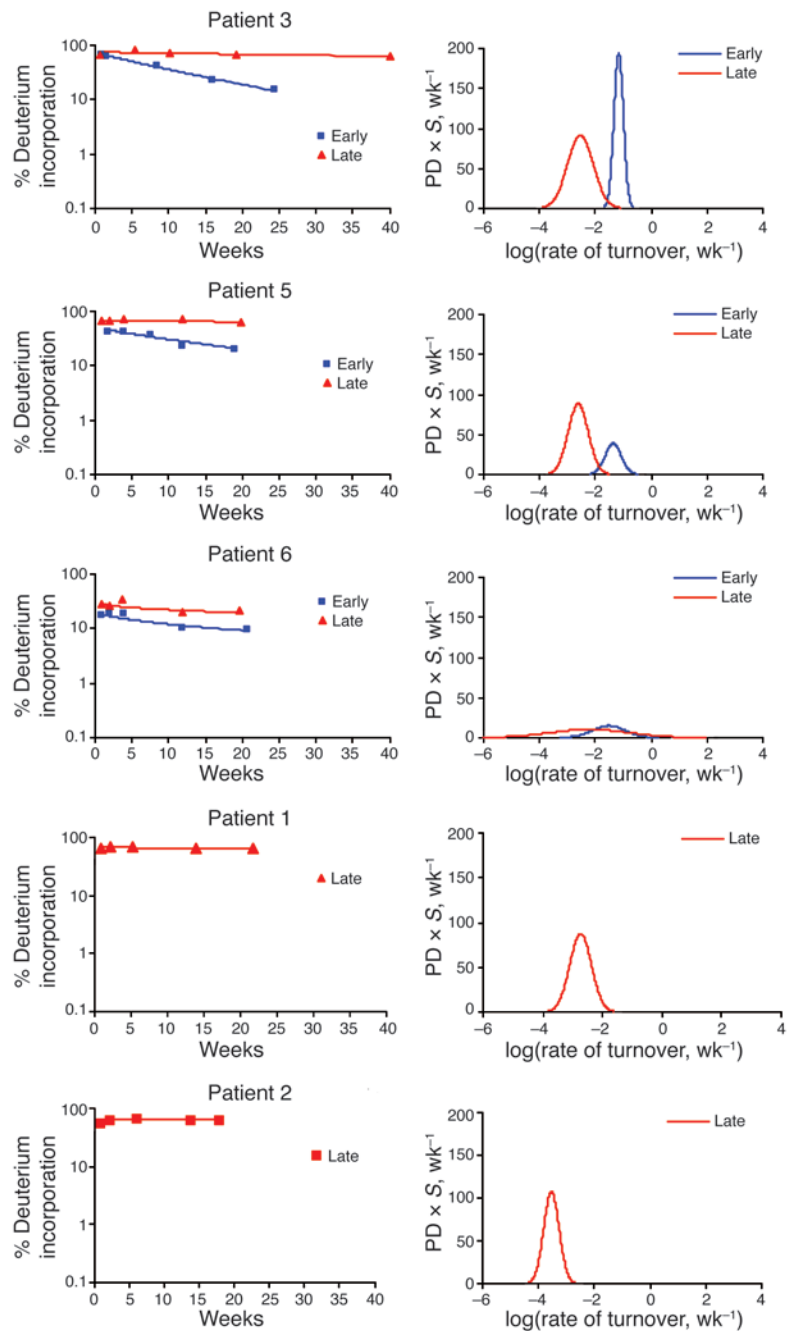 Patient 3
% Deuterium
incorporation
100
10
1
0.1
Early
Late
0 5 10 15 20 25 30 35 40
Weeks
PD × S, wk⁻¹
200
150
100
50
0
Early
Late
−6 −4 −2 0 2 4
log(rate of turnover, wk⁻¹)
Patient 5
% Deuterium
incorporation
100
10
1
0.1
Early
Late
0 5 10 15 20 25 30 35 40
Weeks
PD × S, wk⁻¹
200
150
100
50
0
Early
Late
−6 −4 −2 0 2 4
log(rate of turnover, wk⁻¹)
Patient 6
% Deuterium
incorporation
100
10
1
0.1
Early
Late
0 5 10 15 20 25 30 35 40
Weeks
PD × S, wk⁻¹
200
150
100
50
0
Early
Late
−6 −4 −2 0 2 4
log(rate of turnover, wk⁻¹)
Patient 1
% Deuterium
incorporation
100
10
1
0.1
Late
0 5 10 15 20 25 30 35 40
Weeks
PD × S, wk⁻¹
200
150
100
50
0
Late
−6 −4 −2 0 2 4
log(rate of turnover, wk⁻¹)
Patient 2
% Deuterium
incorporation
100
10
1
0.1
Late
0 5 10 15 20 25 30 35 40
Weeks
PD × S, wk⁻¹
200
150
100
50
0
Late
−6 −4 −2 0 2 4
log(rate of turnover, wk⁻¹)